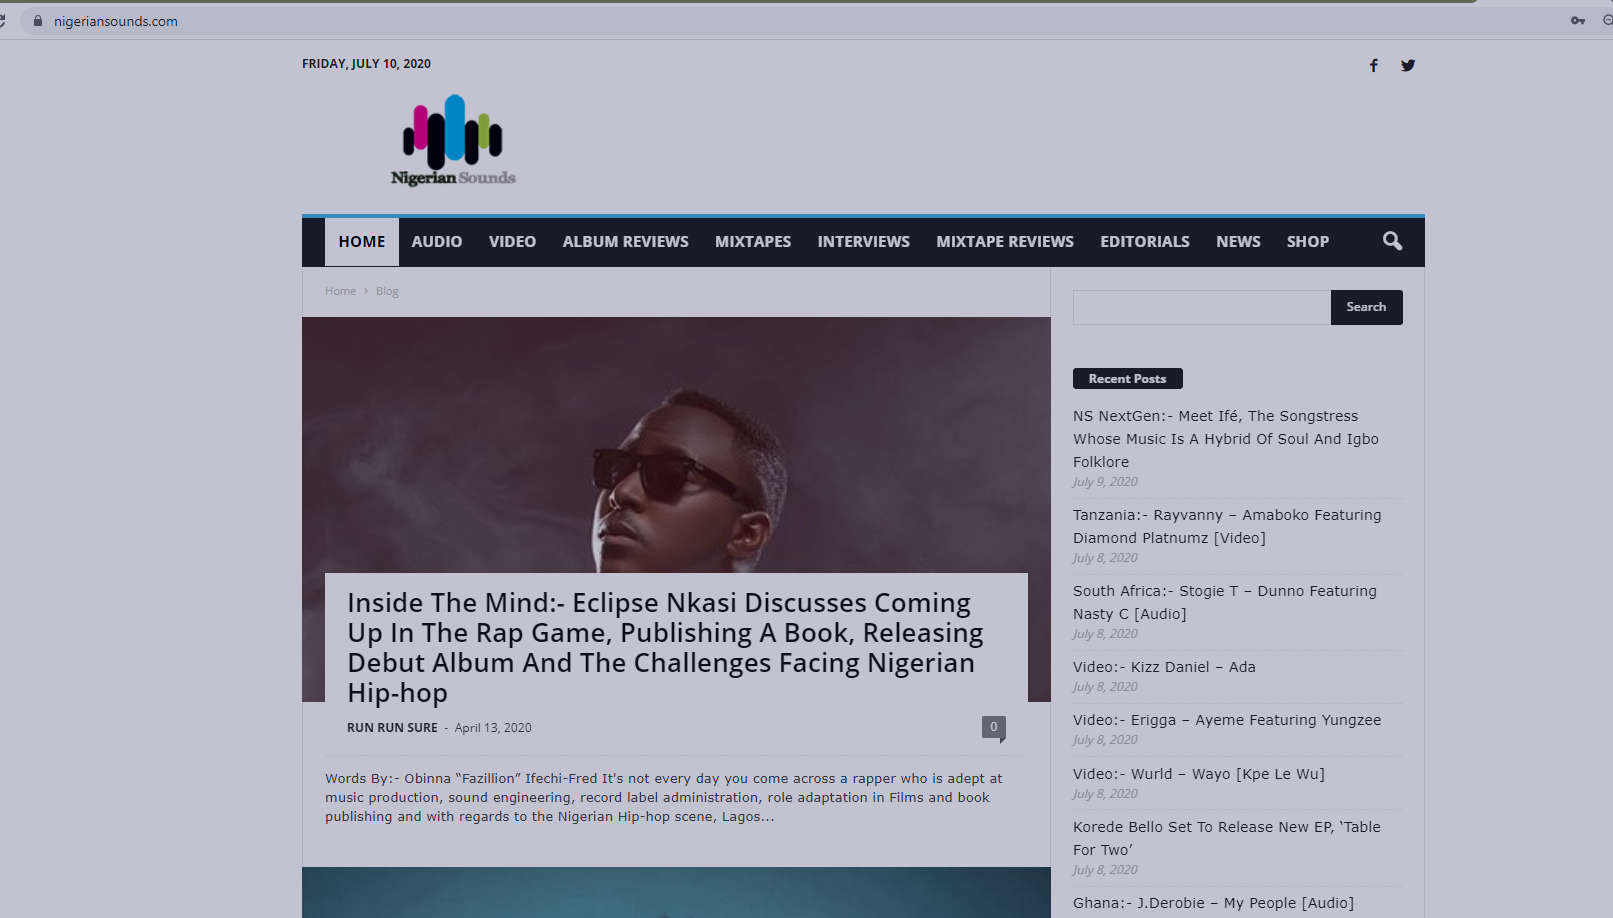 nigeriansounds.com
FRIDAY, JULY 10, 2020
Nigerian Sounds
HOME AUDIO VIDEO ALBUM REVIEWS MIXTAPES INTERVIEWS MIXTAPE REVIEWS EDITORIALS NEWS SHOP
Home › Blog
Inside The Mind:- Eclipse Nkasi Discusses Coming
Up In The Rap Game, Publishing A Book, Releasing
Debut Album And The Challenges Facing Nigerian
Hip-hop
RUN RUN SURE - April 13, 2020
0
Words By:- Obinna “Fazillion” Ifechi-Fred It's not every day you come across a rapper who is adept at
music production, sound engineering, record label administration, role adaptation in Films and book
publishing and with regards to the Nigerian Hip-hop scene, Lagos...
Search
Recent Posts
NS NextGen:- Meet Ifé, The Songstress
Whose Music Is A Hybrid Of Soul And Igbo
Folklore
July 9, 2020
Tanzania:- Rayvanny – Amaboko Featuring
Diamond Platnumz [Video]
July 8, 2020
South Africa:- Stogie T – Dunno Featuring
Nasty C [Audio]
July 8, 2020
Video:- Kizz Daniel – Ada
July 8, 2020
Video:- Erigga – Ayeme Featuring Yungzee
July 8, 2020
Video:- Wurld – Wayo [Kpe Le Wu]
July 8, 2020
Korede Bello Set To Release New EP, ‘Table
For Two’
July 8, 2020
Ghana:- J.Derobie – My People [Audio]